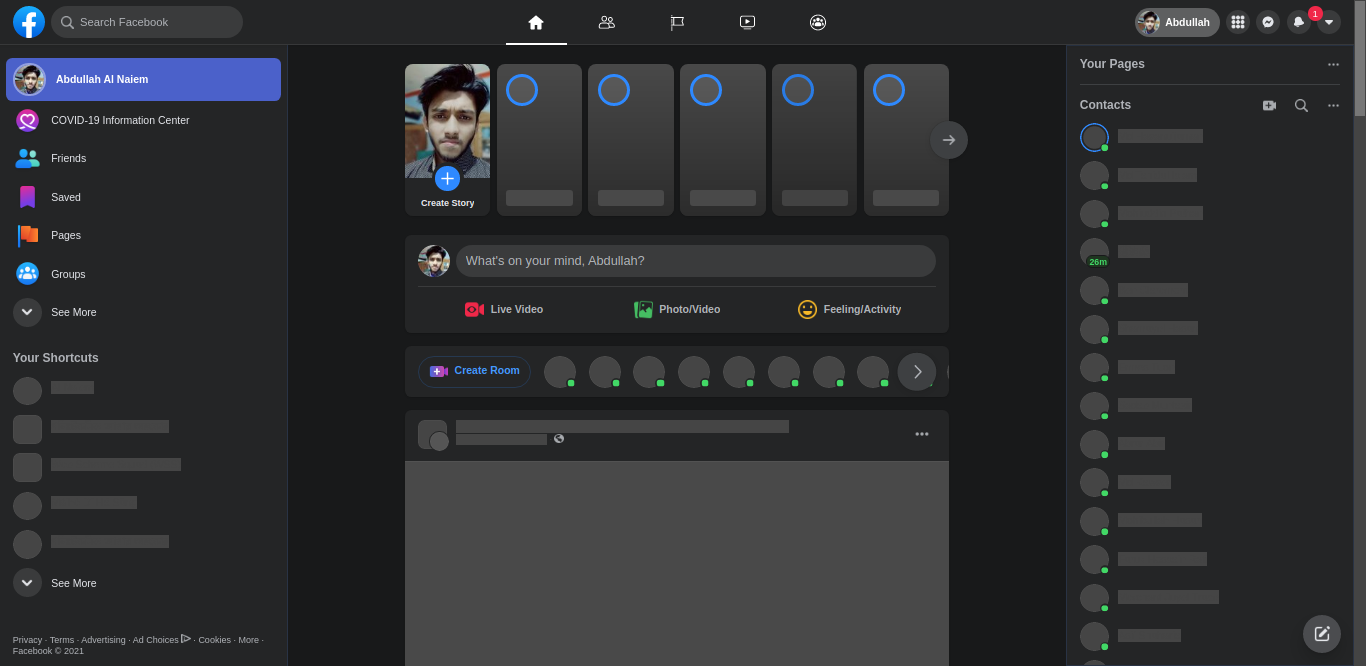 Search Facebook
Abdullah
1
Abdullah Al Naiem
COVID-19 Information Center
Friends
Saved
Pages
Groups
See More
Your Shortcuts
See More
Privacy · Terms · Advertising · Ad Choices · Cookies · More ·
Facebook © 2021
Create Story
What's on your mind, Abdullah?
Live Video
Photo/Video
Feeling/Activity
Create Room
Your Pages
Contacts
26m